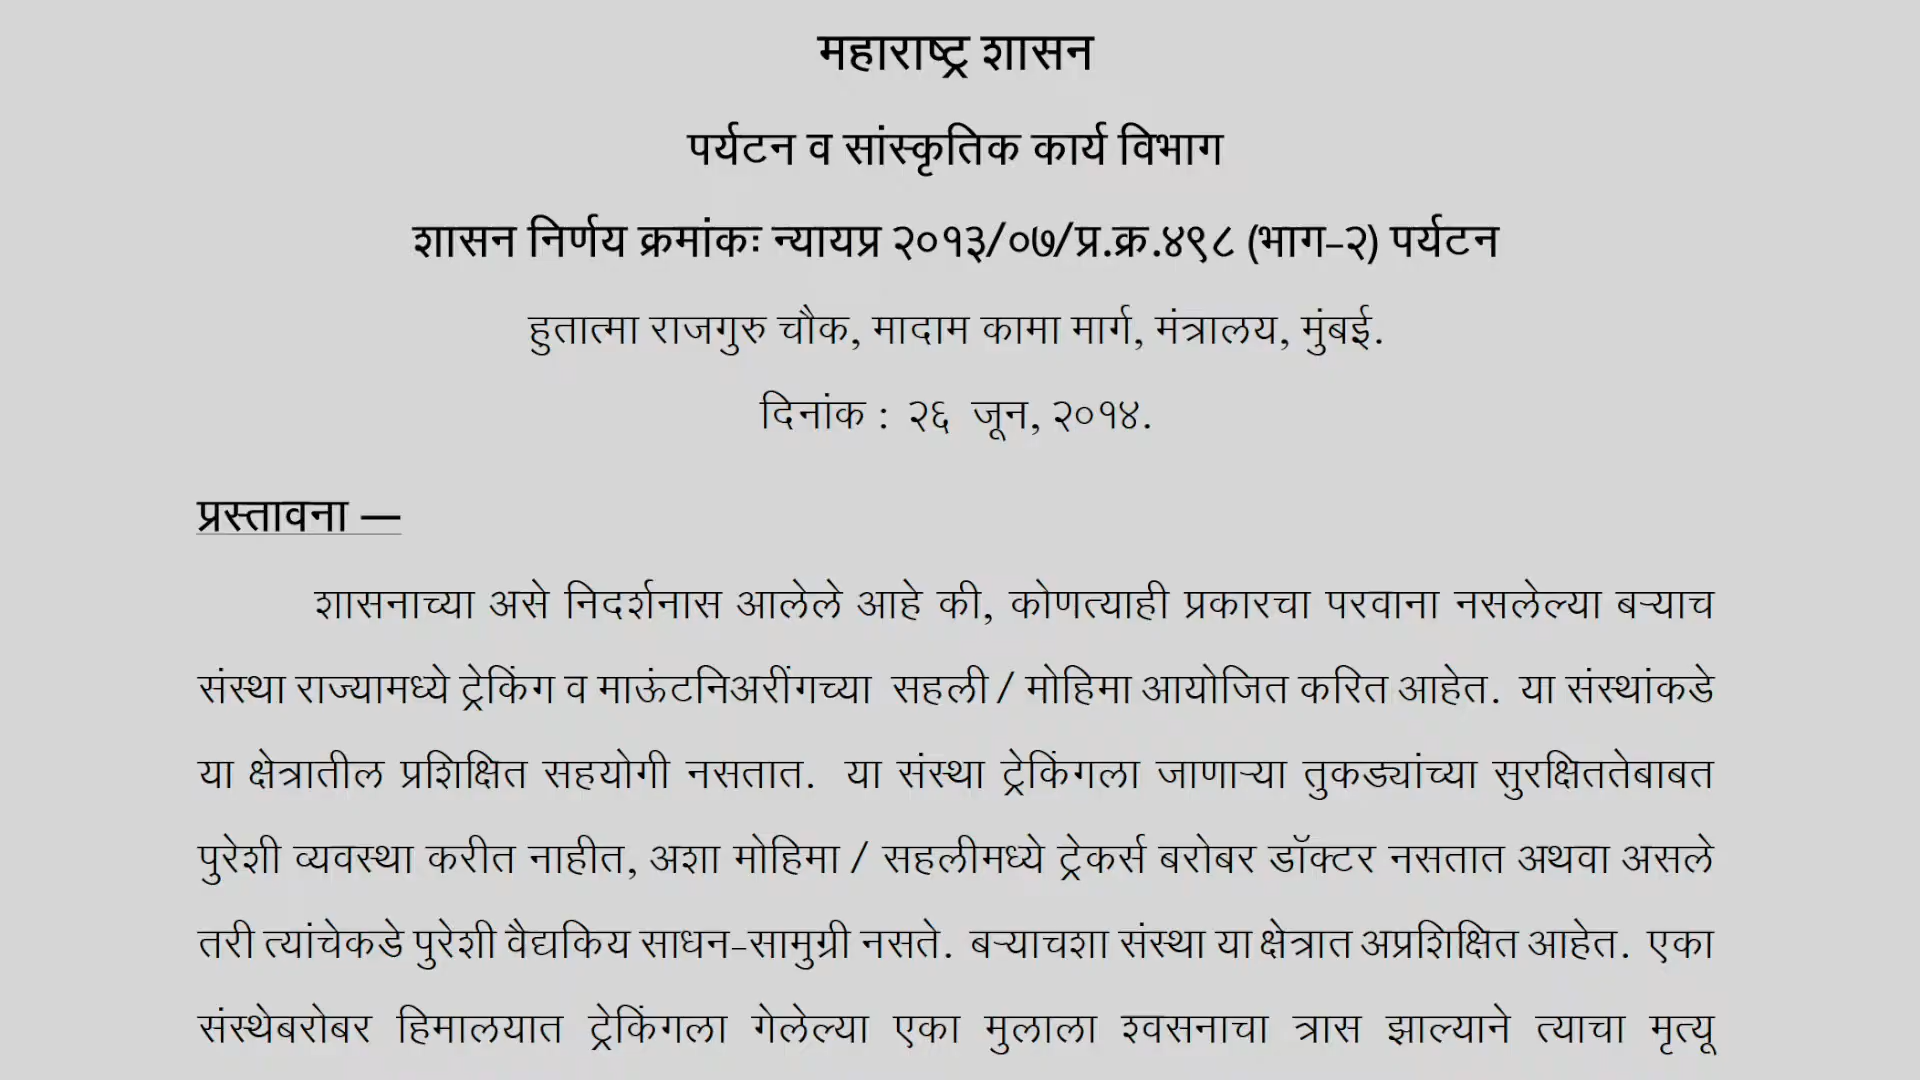 महाराष्ट्र शासन
पर्यटन व सांस्कृतिक कार्य विभाग
शासन निर्णय क्रमांकः न्यायप्र २०१३/०७/प्र.क्र.४९८ (भाग–२) पर्यटन
हुतात्मा राजगुरु चौक, मादाम कामा मार्ग, मंत्रालय, मुंबई.
दिनांक : २६ जून, २०१४.
प्रस्तावना —
शासनाच्या असे निदर्शनास आलेले आहे की, कोणत्याही प्रकारचा परवाना नसलेल्या बऱ्याच
संस्था राज्यामध्ये ट्रेकिंग व माऊंटनिअरींगच्या सहली / मोहिमा आयोजित करित आहेत. या संस्थांकडे
या क्षेत्रातील प्रशिक्षित सहयोगी नसतात. या संस्था ट्रेकिंगला जाणाऱ्या तुकड्यांच्या सुरक्षिततेबाबत
पुरेशी व्यवस्था करीत नाहीत, अशा मोहिमा / सहलीमध्ये ट्रेकर्स बरोबर डॉक्टर नसतात अथवा असले
तरी त्यांचेकडे पुरेशी वैद्यकिय साधन–सामुग्री नसते. बऱ्याचशा संस्था या क्षेत्रात अप्रशिक्षित आहेत. एका
संस्थेबरोबर हिमालयात ट्रेकिंगला गेलेल्या एका मुलाला श्वसनाचा त्रास झाल्याने त्याचा मृत्यू